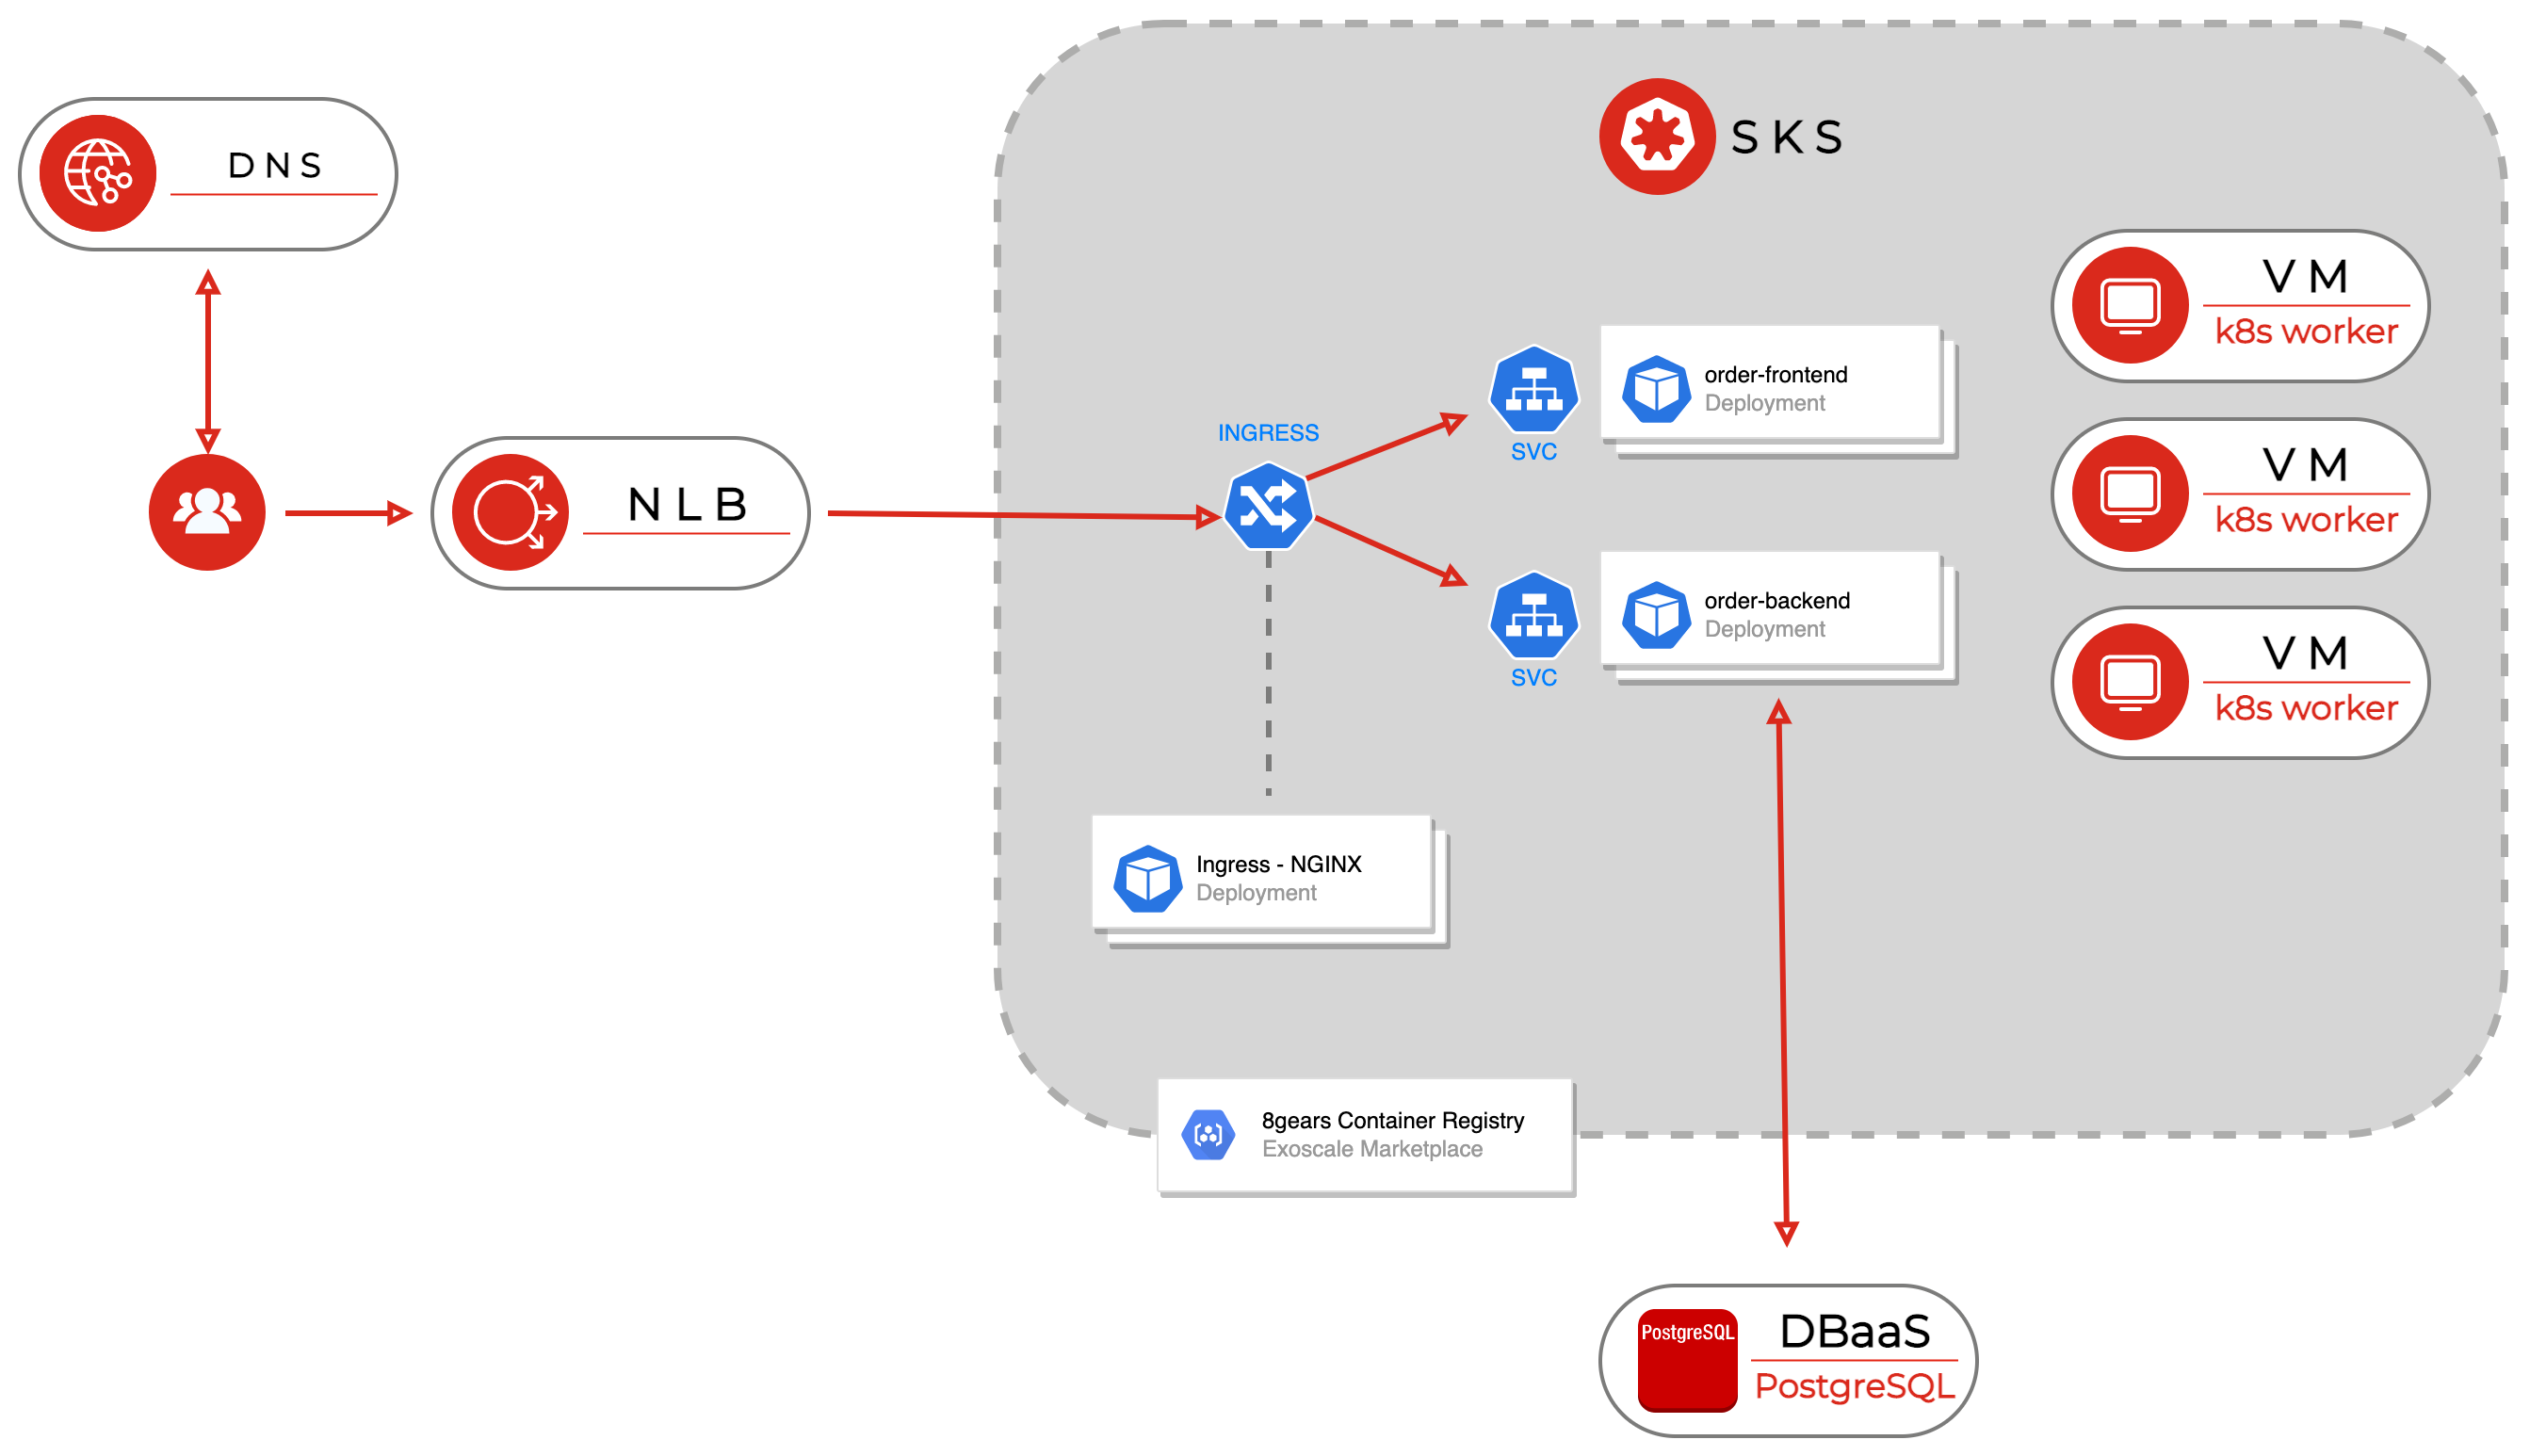 DNS
NLB
SKS
INGRESS
SVC
order-frontend
Deployment
SVC
order-backend
Deployment
VM
k8s worker
VM
k8s worker
VM
k8s worker
Ingress - NGINX
Deployment
8gears Container Registry
Exoscale Marketplace
PostgreSQL
DBaaS
PostgreSQL